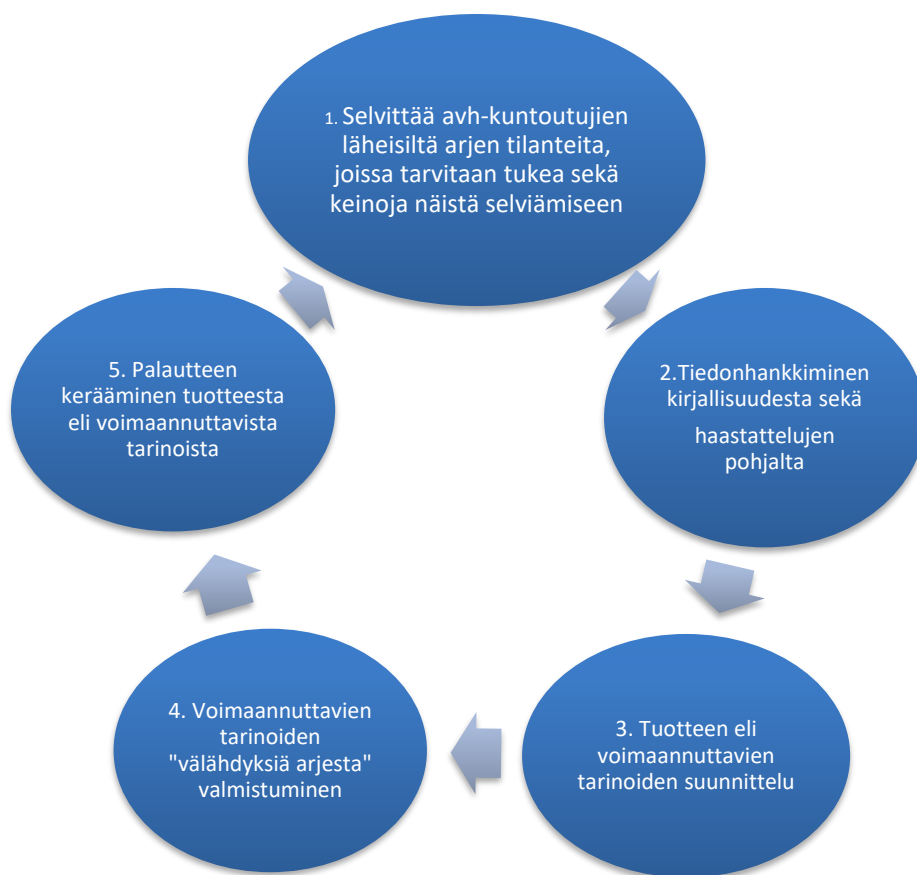 1. Selvittää avh-kuntoutujien
läheisiltä arjen tilanteita,
joissa tarvitaan tukea sekä
keinoja näistä selviämiseen
2.Tiedonhankkiminen
kirjallisuudesta sekä
haastattelujen
pohjalta
3. Tuotteen eli
voimaannuttavien
tarinoiden suunnittelu
4. Voimaannuttavien
tarinoiden
"välähdyksiä arjesta"
valmistuminen
5. Palautteen
kerääminen tuotteesta
eli voimaannuttavista
tarinoista